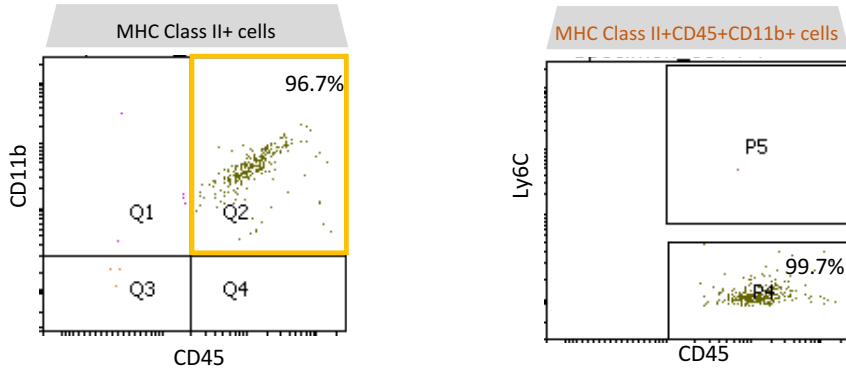 MHC Class II+ cells
96.7%
CD11b
Q1
Q2
Q3
Q4
CD45
MHC Class II+CD45+CD11b+ cells
Ly6C
P5
99.7%
P4
CD45